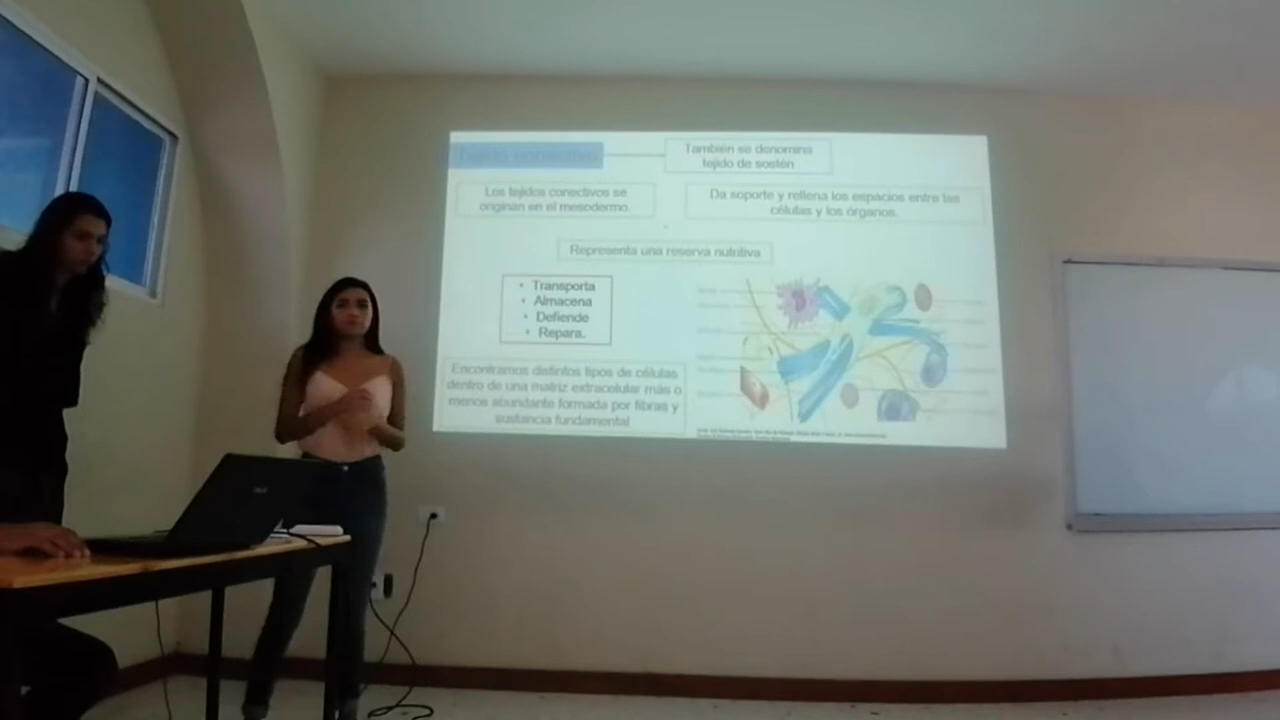 Tejido conectivo
También se denomina
tejido de sostén
Los tejidos conectivos se
originan en el mesodermo.
Da soporte y rellena los espacios entre las
células y los órganos.
Representa una reserva nutritiva
• Transporta
• Almacena
• Defiende
• Repara.
Encontramos distintos tipos de células
dentro de una matriz extracelular más o
menos abundante formada por fibras y
sustancia fundamental